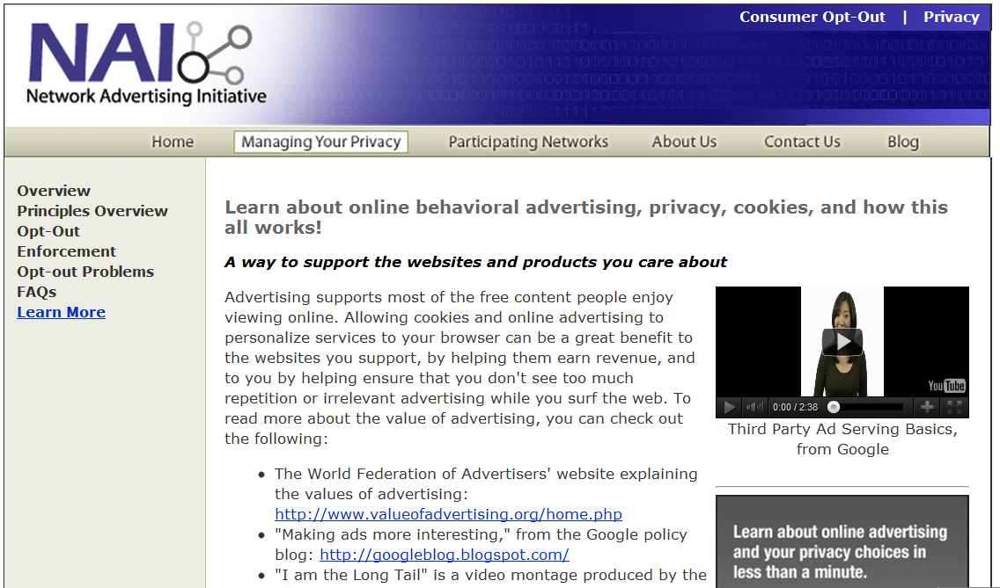 Consumer Opt-Out | Privacy
NAI
Network Advertising Initiative
Home Managing Your Privacy Participating Networks About Us Contact Us Blog
Overview
Principles Overview
Opt-Out
Enforcement
Opt-out Problems
FAQs
Learn More
Learn about online behavioral advertising, privacy, cookies, and how this
all works!
A way to support the websites and products you care about
Advertising supports most of the free content people enjoy
viewing online. Allowing cookies and online advertising to
personalize services to your browser can be a great benefit to
the websites you support, by helping them earn revenue, and
to you by helping ensure that you don't see too much
repetition or irrelevant advertising while you surf the web. To
read more about the value of advertising, you can check out
the following:
• The World Federation of Advertisers' website explaining
the values of advertising:
http://www.valueofadvertising.org/home.php
• "Making ads more interesting," from the Google policy
blog: http://googleblog.blogspot.com/
• "I am the Long Tail" is a video montage produced by the
YouTube
0:00 / 2:38
Third Party Ad Serving Basics,
from Google
Learn about online advertising
and your privacy choices in
less than a minute.